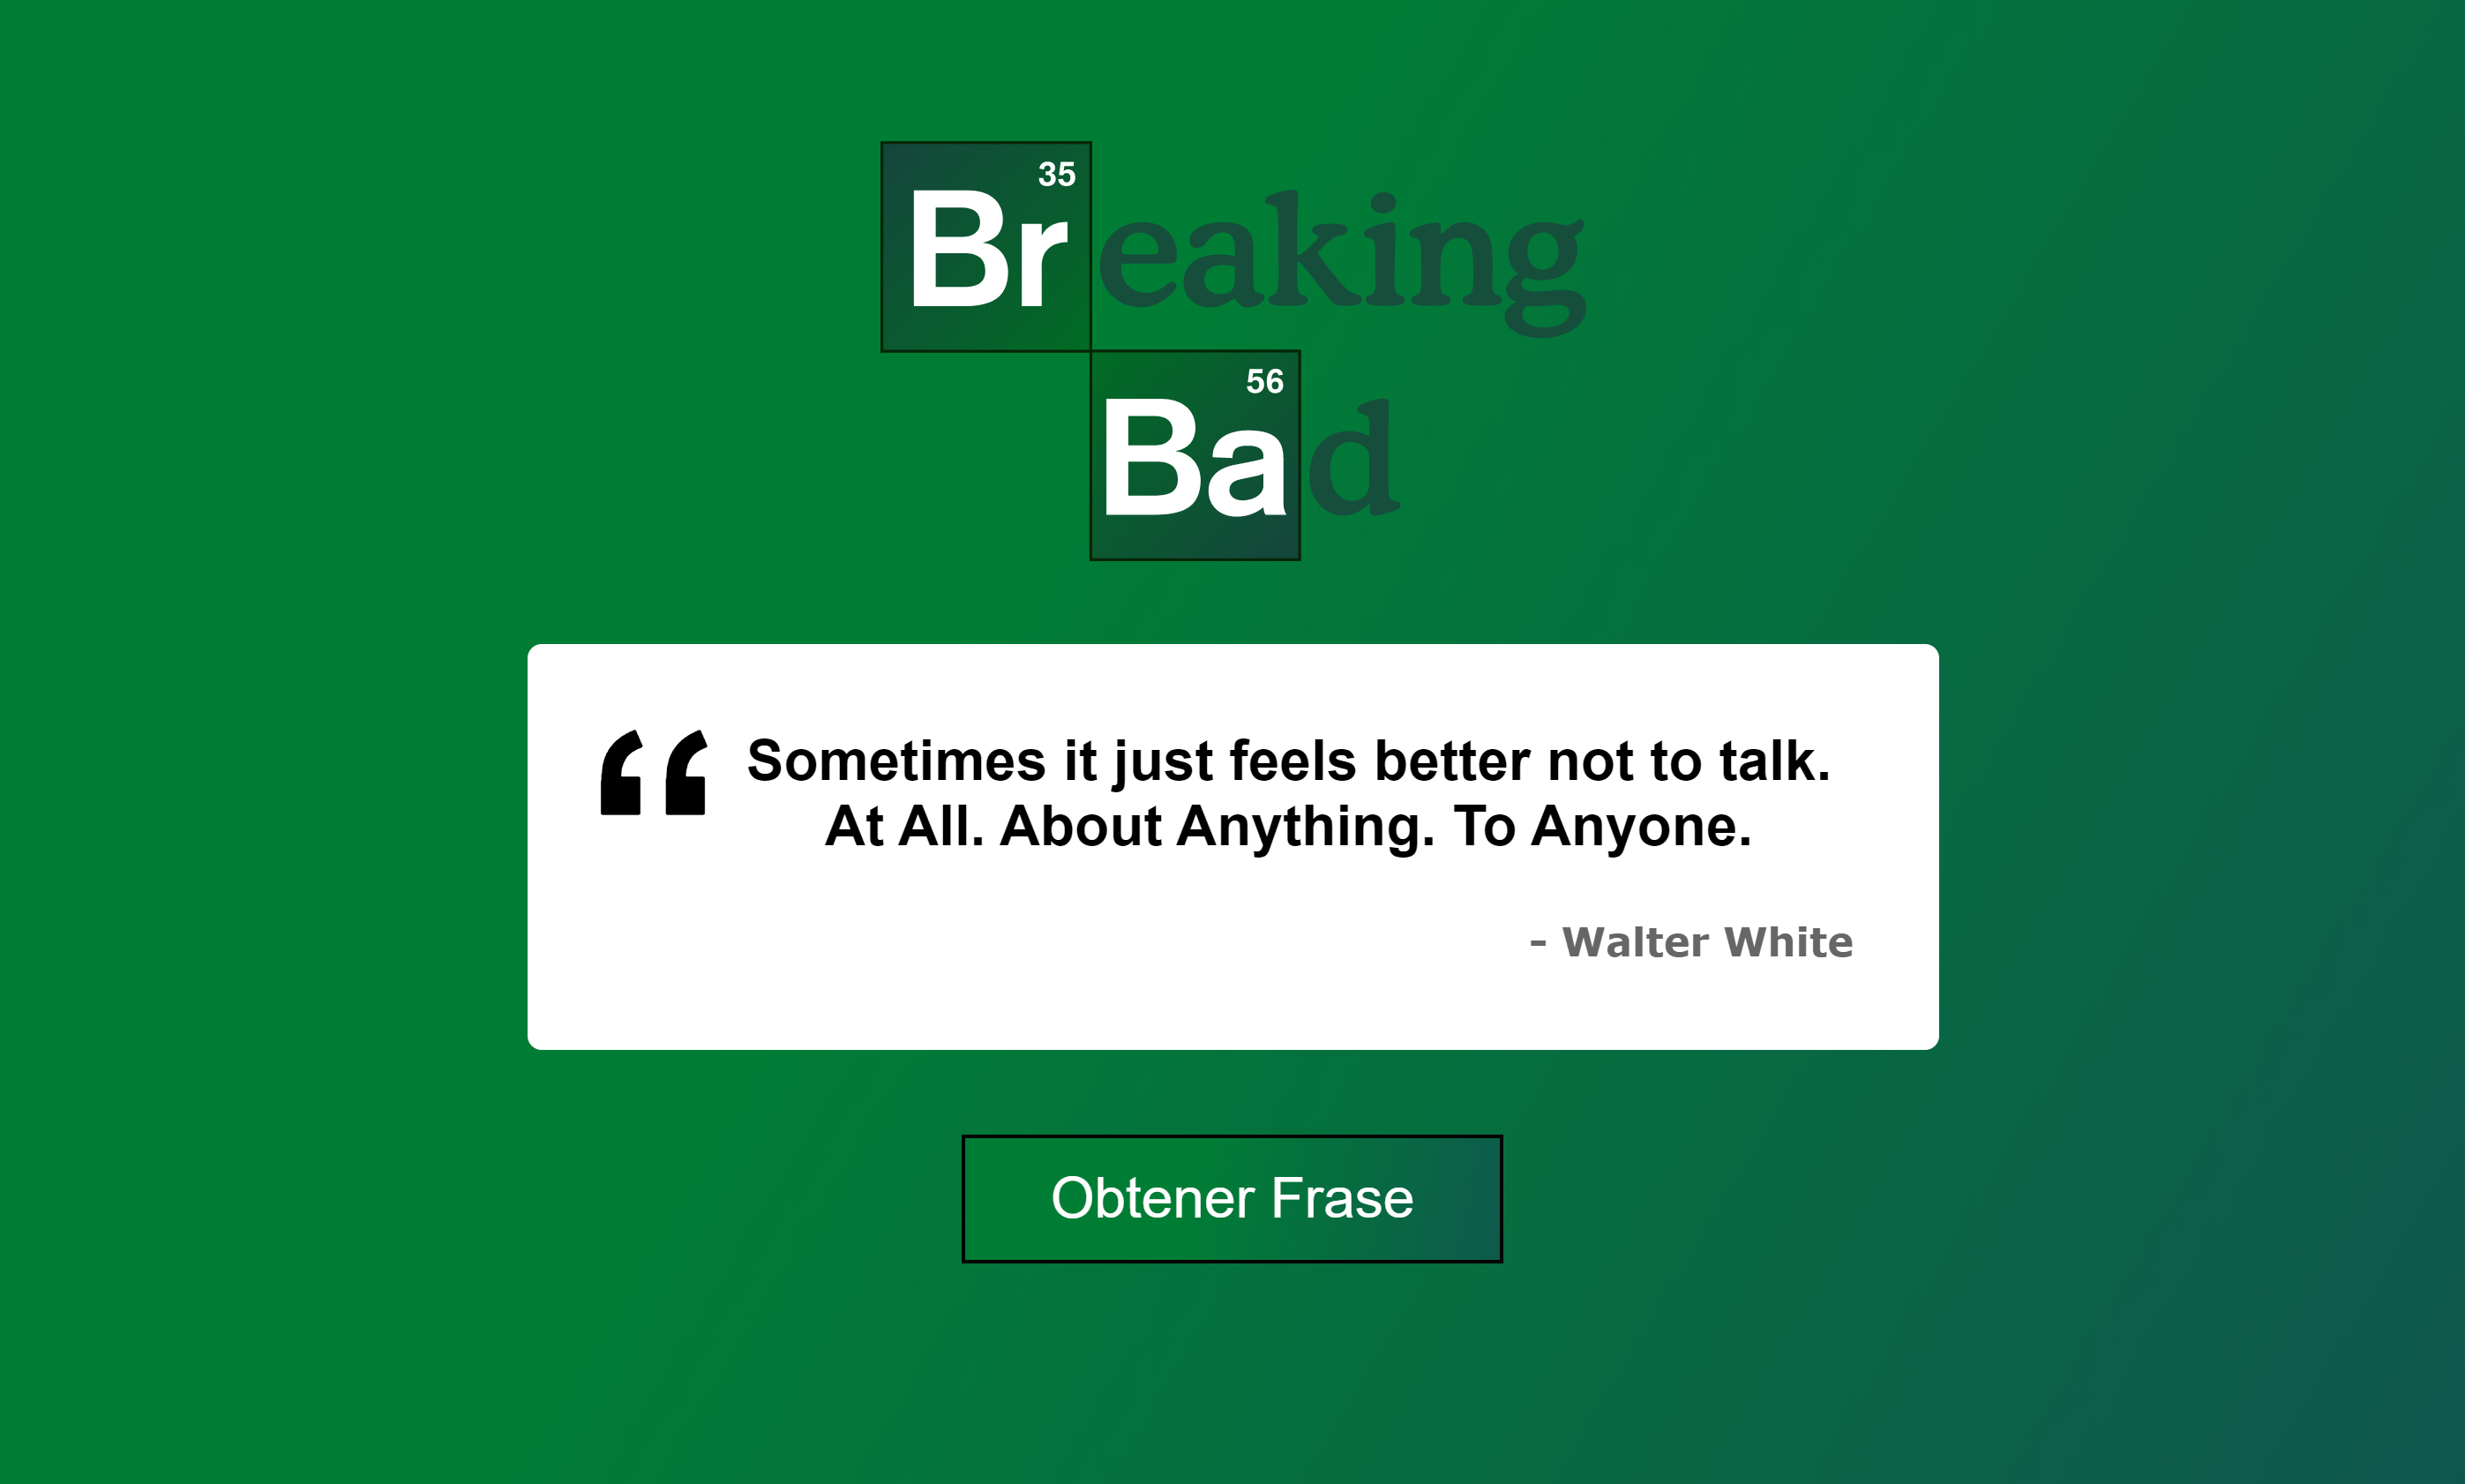 35
Breaking
56
Bad
“ Sometimes it just feels better not to talk.
At All. About Anything. To Anyone.
- Walter White
Obtener Frase